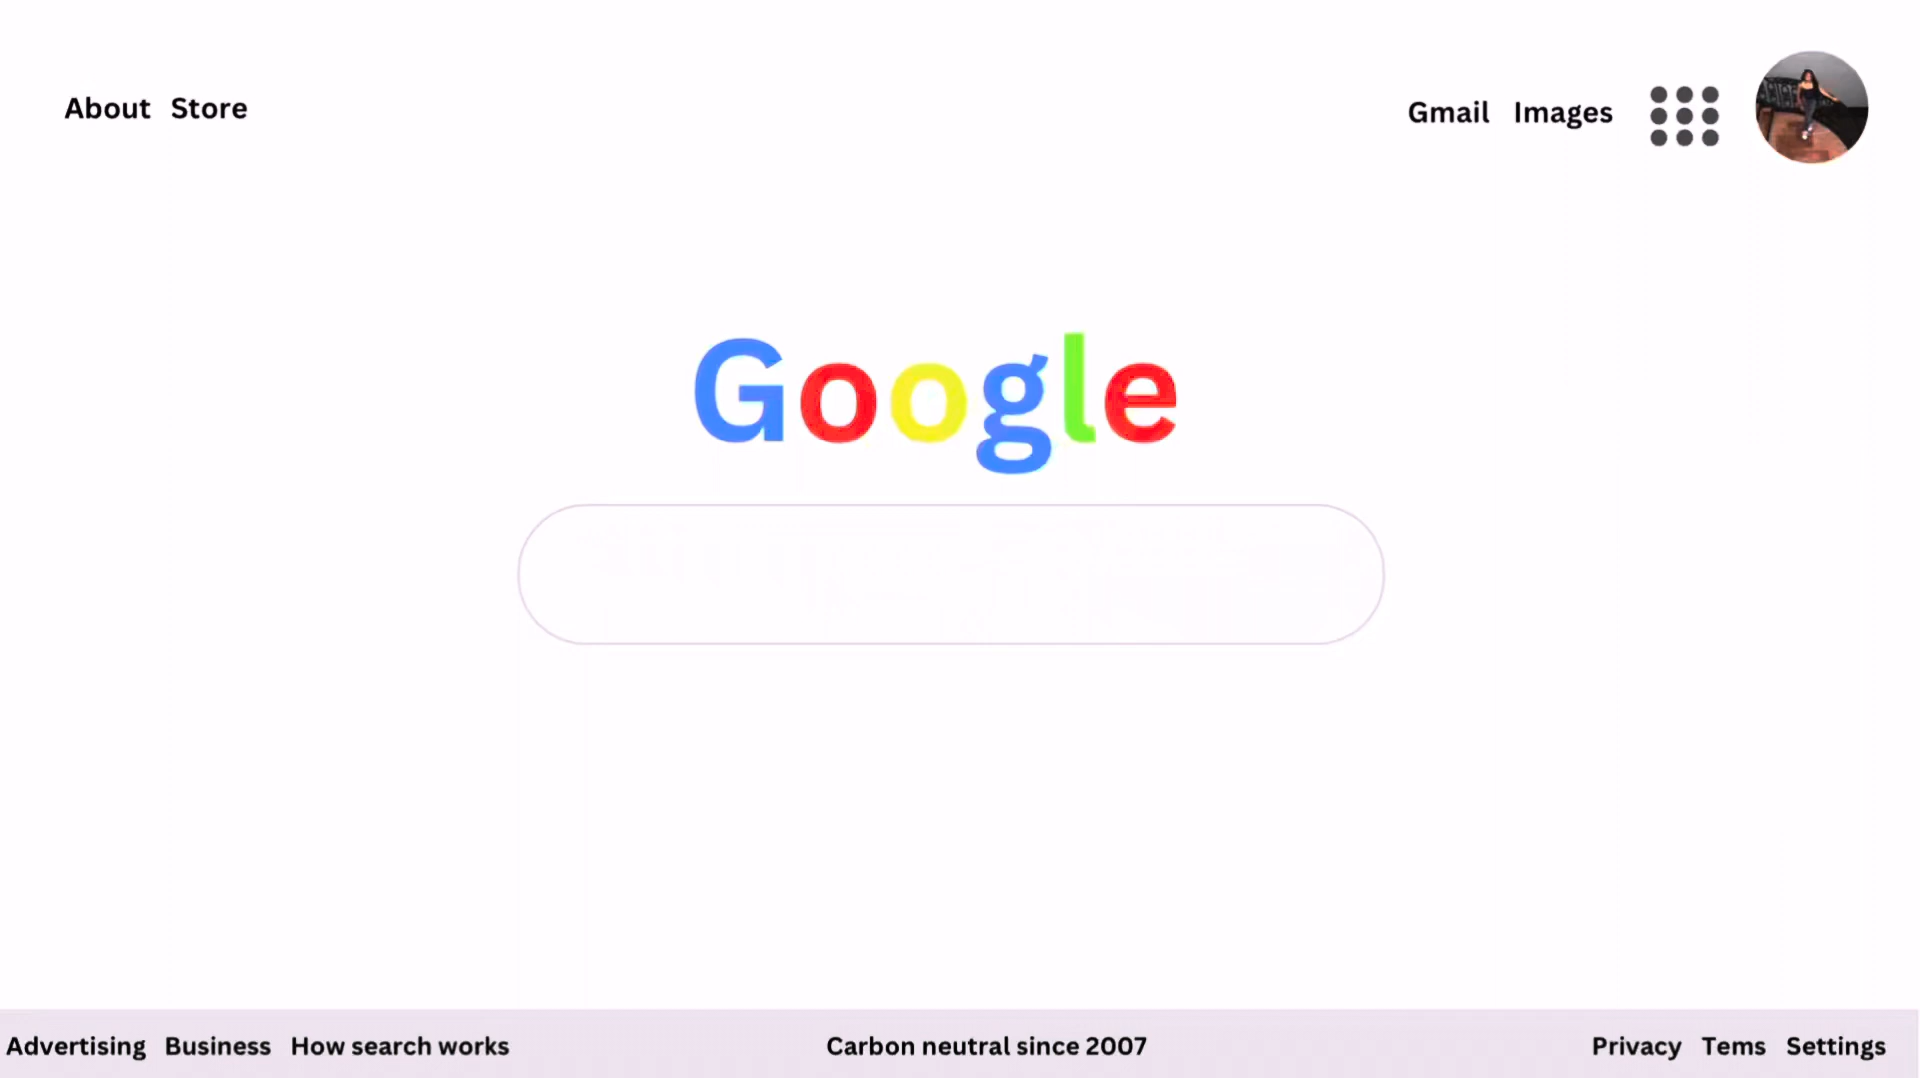 About Store
Gmail Images
Google
Advertising Business How search works
Carbon neutral since 2007
Privacy Tems Settings